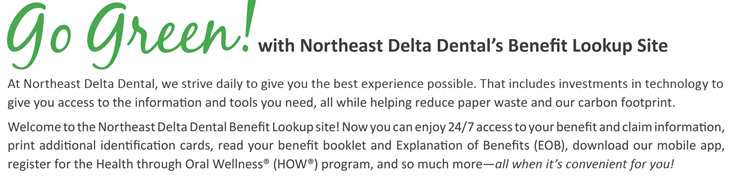 Go Green! with Northeast Delta Dental’s Benefit Lookup Site
At Northeast Delta Dental, we strive daily to give you the best experience possible. That includes investments in technology to
give you access to the information and tools you need, all while helping reduce paper waste and our carbon footprint.
Welcome to the Northeast Delta Dental Benefit Lookup site! Now you can enjoy 24/7 access to your benefit and claim information,
print additional identification cards, read your benefit booklet and Explanation of Benefits (EOB), download our mobile app,
register for the Health through Oral Wellness® (HOW®) program, and so much more—all when it’s convenient for you!